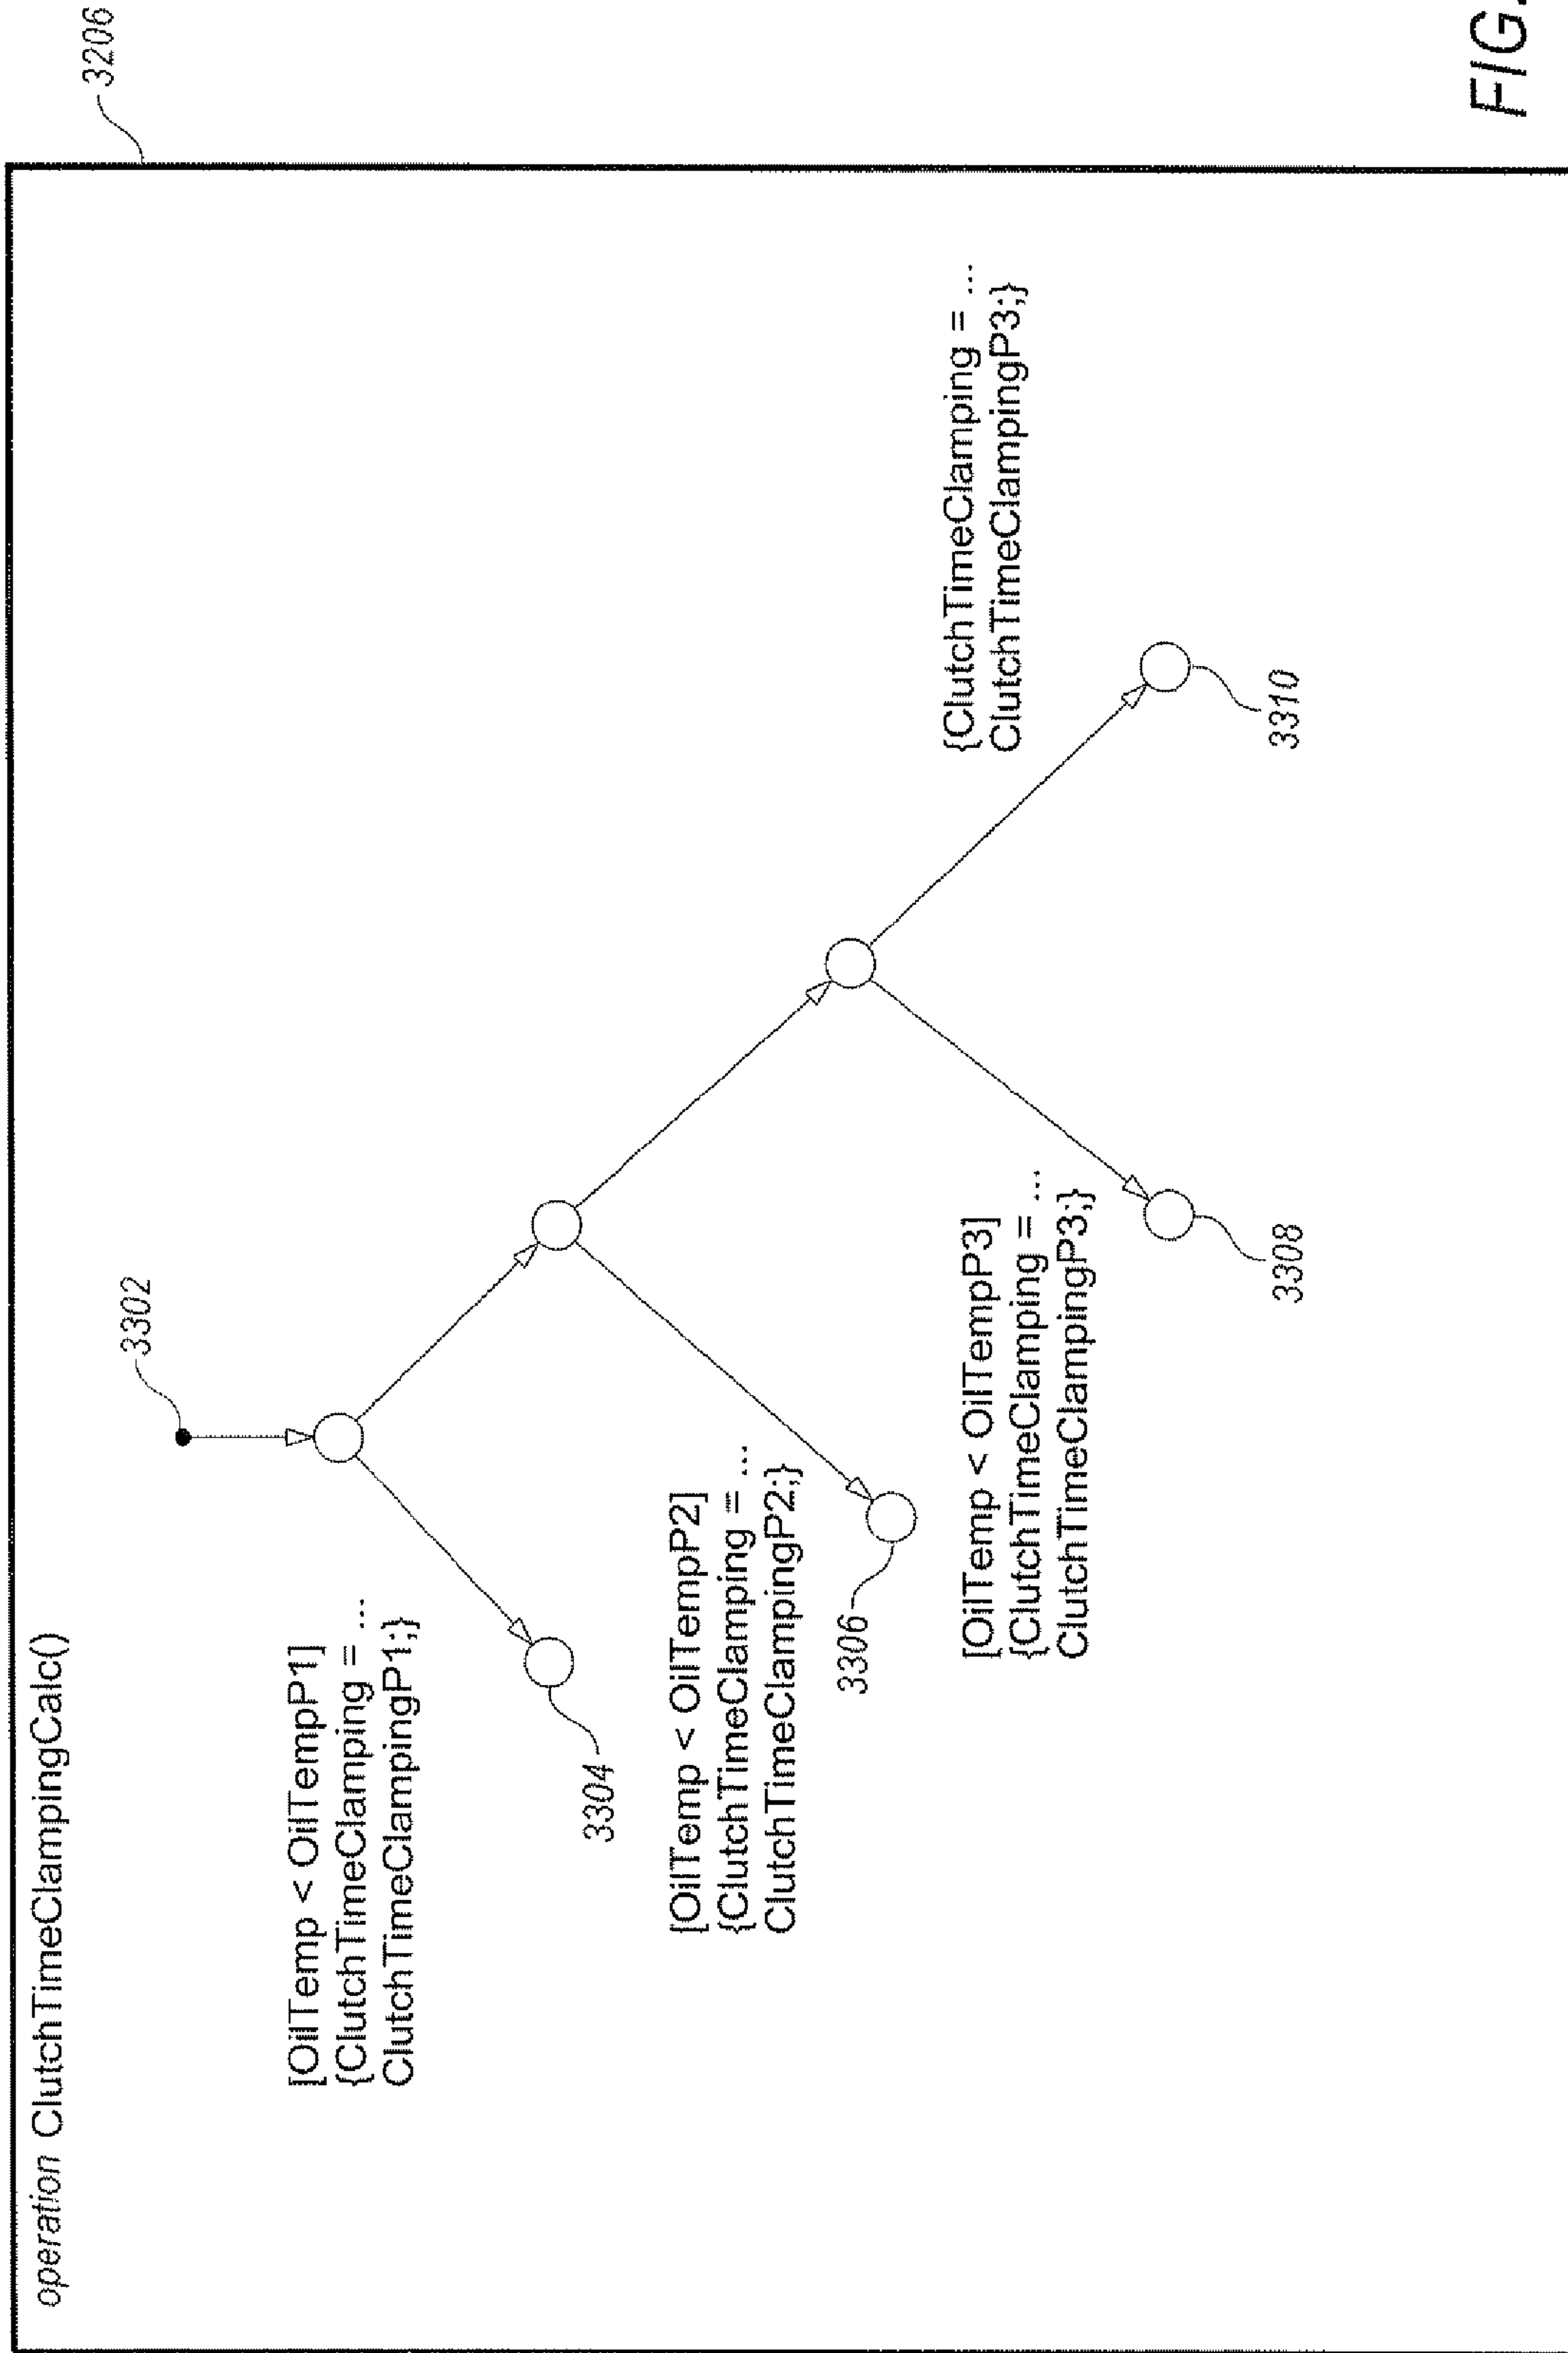 operation ClutchTimeClampingCalc()
3206
3302
[OilTemp < OilTempP1]
{ClutchTimeClamping = ...
ClutchTimeClampingP1;}
3304
[OilTemp < OilTempP2]
{ClutchTimeClamping = ...
ClutchTimeClampingP2;}
3306
[OilTemp < OilTempP3]
{ClutchTimeClamping = ...
ClutchTimeClampingP3;}
3308
{ClutchTimeClamping = ...
ClutchTimeClampingP3;}
3310
FIG.